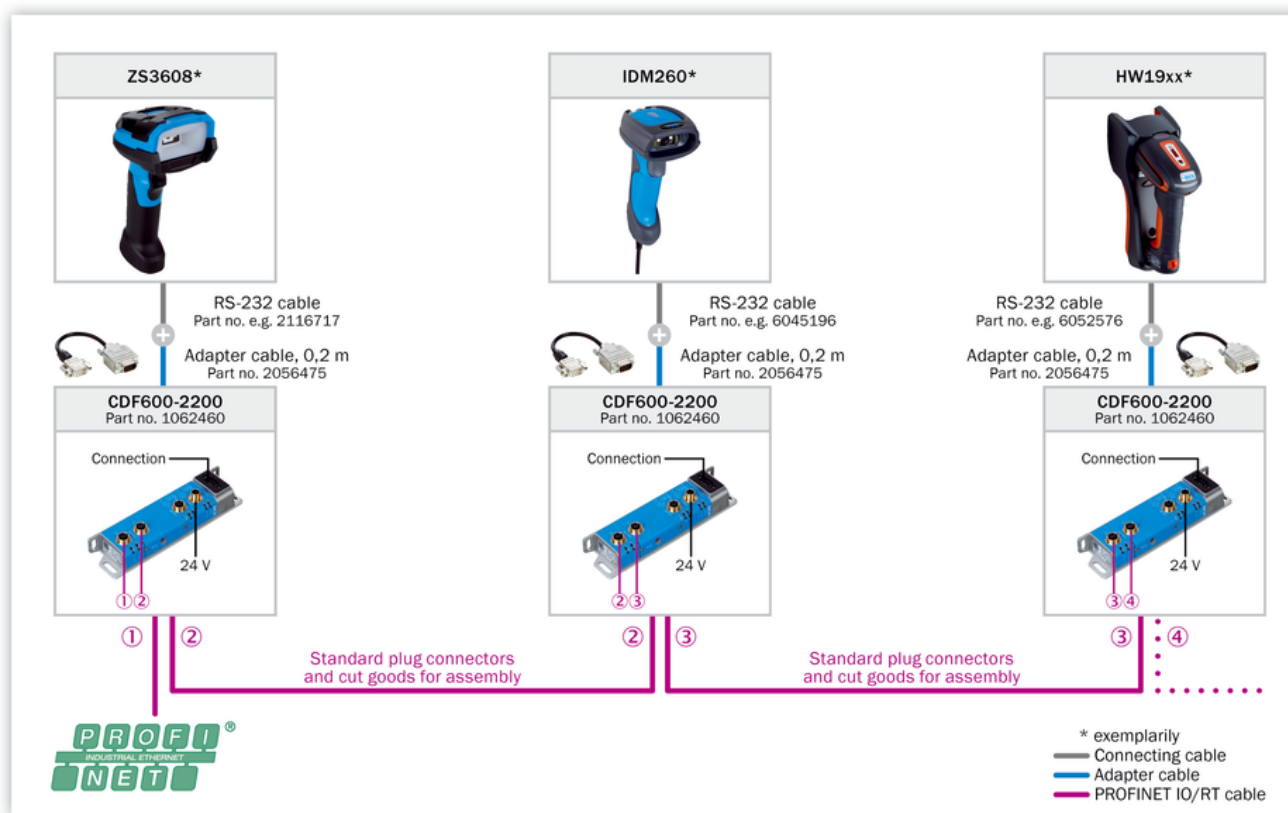 ZS3608*
IDM260*
HW19xx*
RS-232 cable
Part no. e.g. 2116717
Adapter cable, 0,2 m
Part no. 2056475
RS-232 cable
Part no. e.g. 6045196
Adapter cable, 0,2 m
Part no. 2056475
RS-232 cable
Part no. e.g. 6052576
Adapter cable, 0,2 m
Part no. 2056475
CDF600-2200
Part no. 1062460
Connection
24 V
①②
CDF600-2200
Part no. 1062460
Connection
24 V
②③
CDF600-2200
Part no. 1062460
Connection
24 V
③④
① ②
② ③
③ ④
Standard plug connectors
and cut goods for assembly
Standard plug connectors
and cut goods for assembly
PROFI®
INDUSTRIAL ETHERNET
NET
* exemplarily
Connecting cable
Adapter cable
PROFINET IO/RT cable